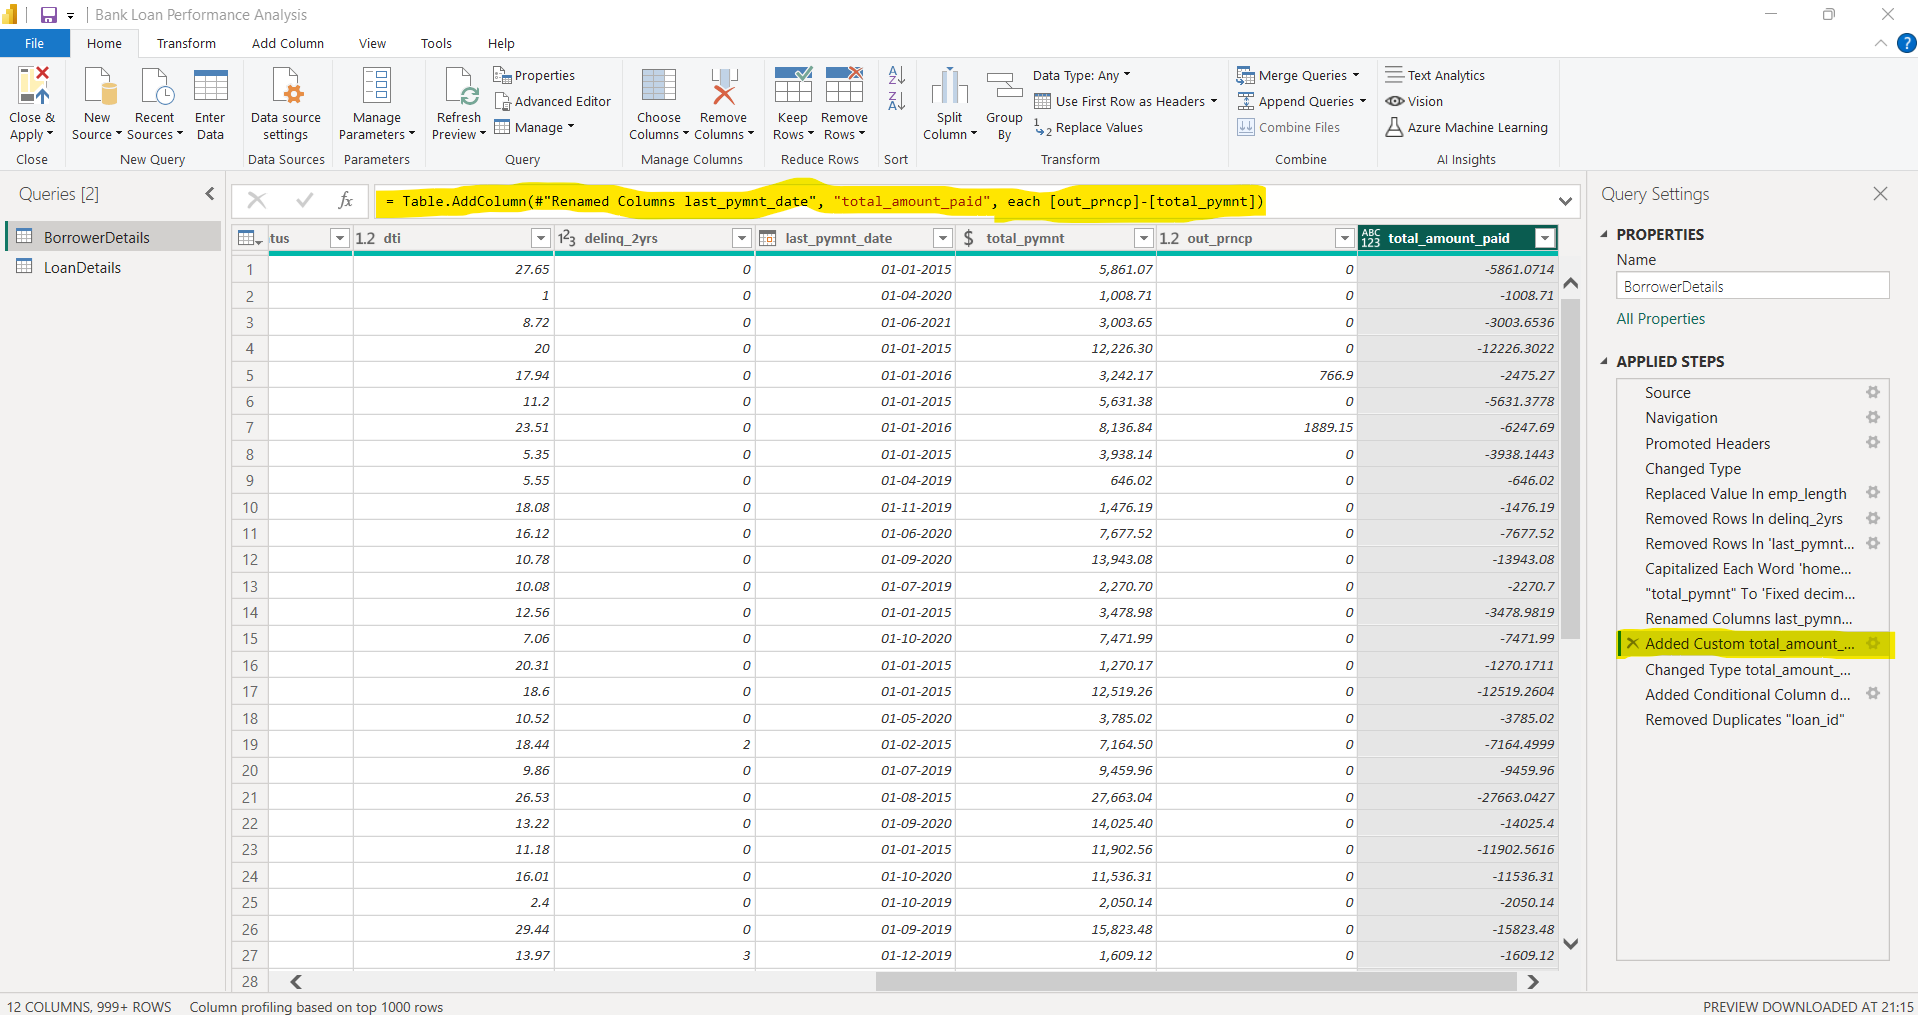 Bank Loan Performance Analysis
File Home Transform Add Column View Tools Help
Close & Apply
Close
New Source
Recent Sources
Enter Data
New Query
Data source settings
Data Sources
Manage Parameters
Parameters
Refresh Preview
Properties
Advanced Editor
Manage
Query
Choose Columns
Remove Columns
Manage Columns
Keep Rows
Remove Rows
Reduce Rows
Sort
Split Column
Group By
Data Type: Any
Use First Row as Headers
Replace Values
Transform
Merge Queries
Append Queries
Combine Files
Combine
Text Analytics
Vision
Azure Machine Learning
AI Insights
Queries [2]
BorrowerDetails
LoanDetails
fx = Table.AddColumn(#"Renamed Columns last_pymnt_date", "total_amount_paid", each [out_prncp]-[total_pymnt])
tus 1.2 dti 123 delinq_2yrs last_pymnt_date $ total_pymnt 1.2 out_prncp ABC 123 total_amount_paid
1 27.65 0 01-01-2015 5,861.07 0 -5861.0714
2 1 0 01-04-2020 1,008.71 0 -1008.71
3 8.72 0 01-06-2021 3,003.65 0 -3003.6536
4 20 0 01-01-2015 12,226.30 0 -12226.3022
5 17.94 0 01-01-2016 3,242.17 766.9 -2475.27
6 11.2 0 01-01-2015 5,631.38 0 -5631.3778
7 23.51 0 01-01-2016 8,136.84 1889.15 -6247.69
8 5.35 0 01-01-2015 3,938.14 0 -3938.1443
9 5.55 0 01-04-2019 646.02 0 -646.02
10 18.08 0 01-11-2019 1,476.19 0 -1476.19
11 16.12 0 01-06-2020 7,677.52 0 -7677.52
12 10.78 0 01-09-2020 13,943.08 0 -13943.08
13 10.08 0 01-07-2019 2,270.70 0 -2270.7
14 12.56 0 01-01-2015 3,478.98 0 -3478.9819
15 7.06 0 01-10-2020 7,471.99 0 -7471.99
16 20.31 0 01-01-2015 1,270.17 0 -1270.1711
17 18.6 0 01-01-2015 12,519.26 0 -12519.2604
18 10.52 0 01-05-2020 3,785.02 0 -3785.02
19 18.44 2 01-02-2015 7,164.50 0 -7164.4999
20 9.86 0 01-07-2019 9,459.96 0 -9459.96
21 26.53 0 01-08-2015 27,663.04 0 -27663.0427
22 13.22 0 01-09-2020 14,025.40 0 -14025.4
23 11.18 0 01-01-2015 11,902.56 0 -11902.5616
24 16.01 0 01-10-2020 11,536.31 0 -11536.31
25 2.4 0 01-10-2019 2,050.14 0 -2050.14
26 29.44 0 01-09-2019 15,823.48 0 -15823.48
27 13.97 3 01-12-2019 1,609.12 0 -1609.12
28
Query Settings
PROPERTIES
Name
BorrowerDetails
All Properties
APPLIED STEPS
Source
Navigation
Promoted Headers
Changed Type
Replaced Value In emp_length
Removed Rows In delinq_2yrs
Removed Rows In 'last_pymnt...
Capitalized Each Word 'home...
"total_pymnt" To 'Fixed decim...
Renamed Columns last_pymn...
Added Custom total_amount_...
Changed Type total_amount_...
Added Conditional Column d...
Removed Duplicates "loan_id"
12 COLUMNS, 999+ ROWS Column profiling based on top 1000 rows
PREVIEW DOWNLOADED AT 21:15